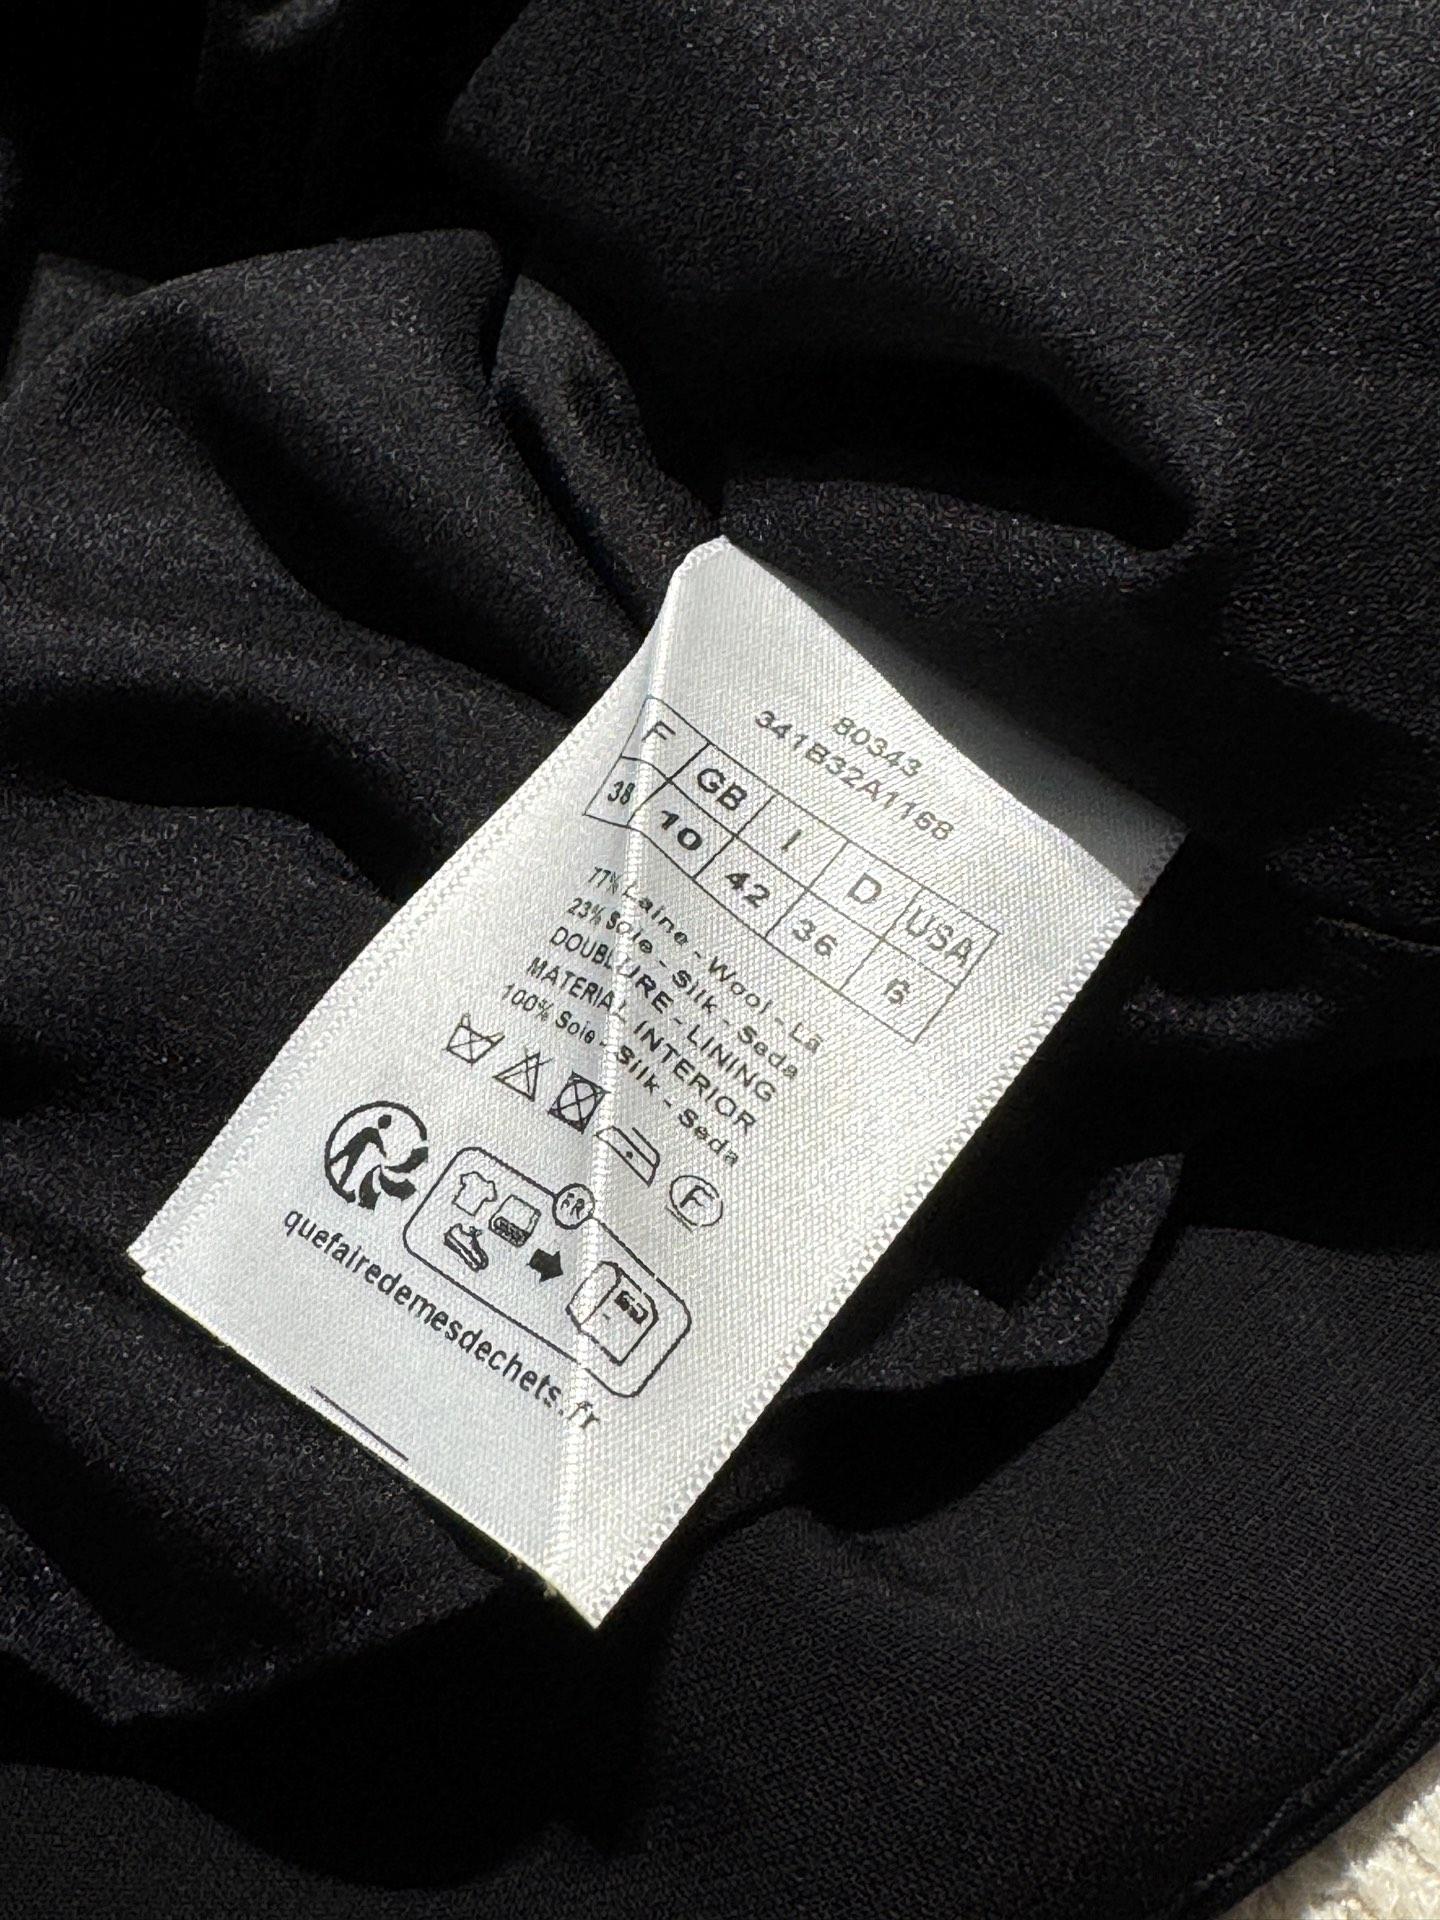 80343
341B32A1168
F GB I D USA
38 10 42 36 6
77% Laine - Wool - Lã
23% Soie - Silk - Seda
DOUBLURE - LINING
MATERIAL INTERIOR
100% Soie - Silk - Seda
F
FR
quefairedemesdechets.fr